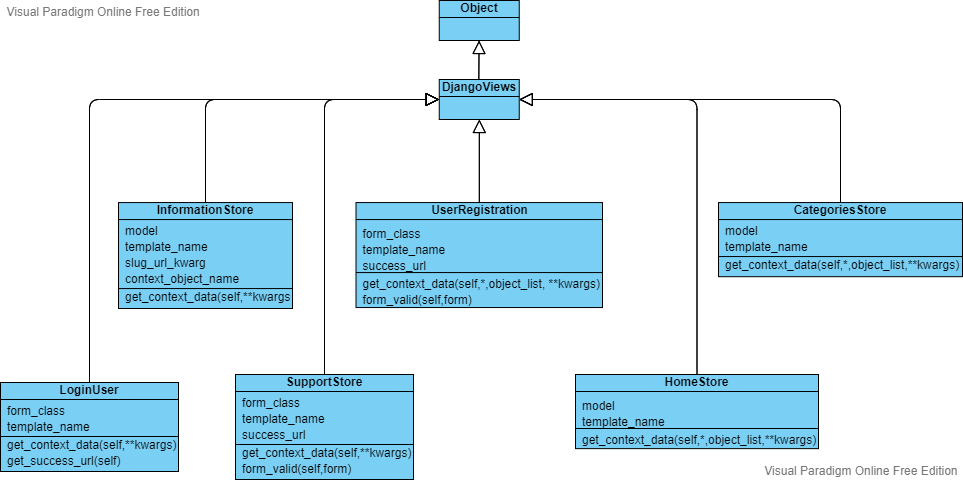 Visual Paradigm Online Free Edition
Object
DjangoViews
InformationStore
model
template_name
slug_url_kwarg
context_object_name
get_context_data(self,**kwargs
UserRegistration
form_class
template_name
success_url
get_context_data(self,*,object_list, **kwargs)
form_valid(self,form)
CategoriesStore
model
template_name
get_context_data(self,*,object_list,**kwargs)
LoginUser
form_class
template_name
get_context_data(self,**kwargs)
get_success_url(self)
SupportStore
form_class
template_name
success_url
get_context_data(self,**kwargs)
form_valid(self,form)
HomeStore
model
template_name
get_context_data(self,*,object_list,**kwargs)
Visual Paradigm Online Free Edition